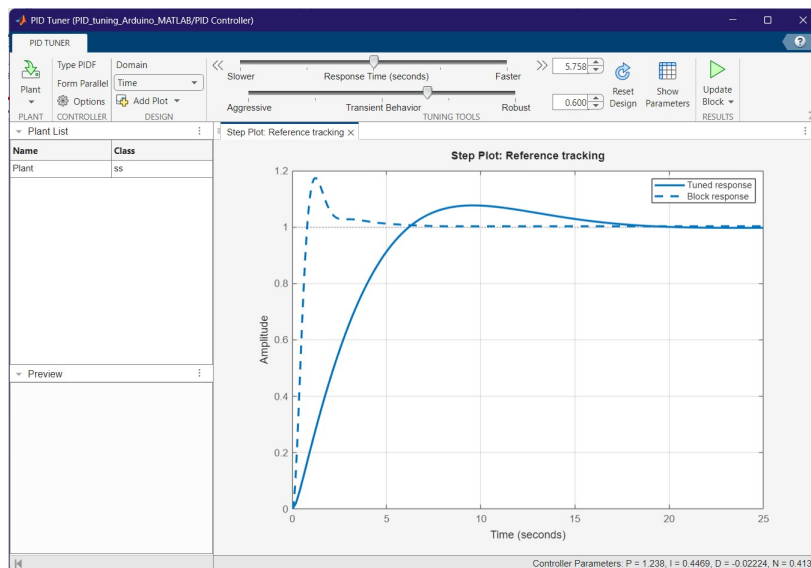 PID Tuner (PID_tuning_Arduino_MATLAB/PID Controller)
PID TUNER
Plant
PLANT
Type PIDF
Form Parallel
Options
CONTROLLER
Domain
Time
Add Plot
DESIGN
Slower
Response Time (seconds)
Faster
5.758
Aggressive
Transient Behavior
Robust
0.600
TUNING TOOLS
Reset
Design
Show
Parameters
Update
Block
RESULTS
Plant List
Name Class
Plant ss
Preview
Step Plot: Reference tracking
Step Plot: Reference tracking
Tuned response
Block response
Amplitude
1.2
1
0.8
0.6
0.4
0.2
0
0 5 10 15 20 25
Time (seconds)
Controller Parameters: P = 1.238, I = 0.4469, D = -0.02224, N = 0.413